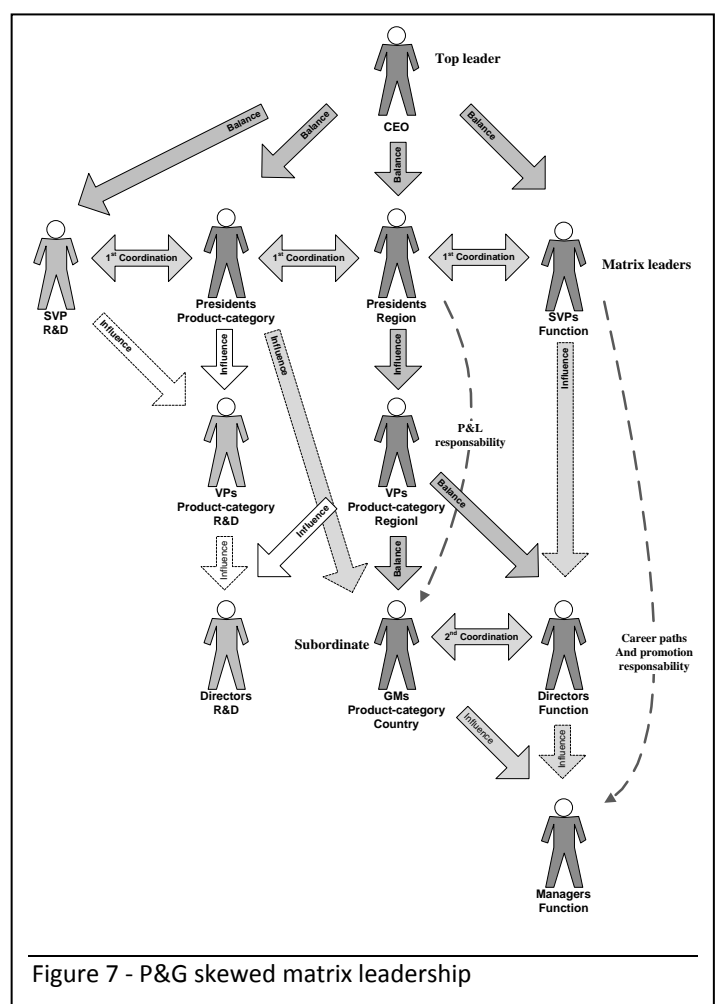 Top leader
CEO
Balance
Balance
Balance
Balance
1st Coordination
1st Coordination
1st Coordination
Matrix leaders
SVP
R&D
Presidents
Product-category
Presidents
Region
SVPs
Function
Influence
Influence
Influence
Influence
Influence
P&L
responsability
VPs
Product-category
R&D
VPs
Product-category
Regionl
Influence
Influence
Balance
Balance
Subordinate
2nd Coordination
Directors
R&D
GMs
Product-category
Country
Directors
Function
Career paths
And promotion
responsability
Influence
Influence
Managers
Function
Figure 7 - P&G skewed matrix leadership